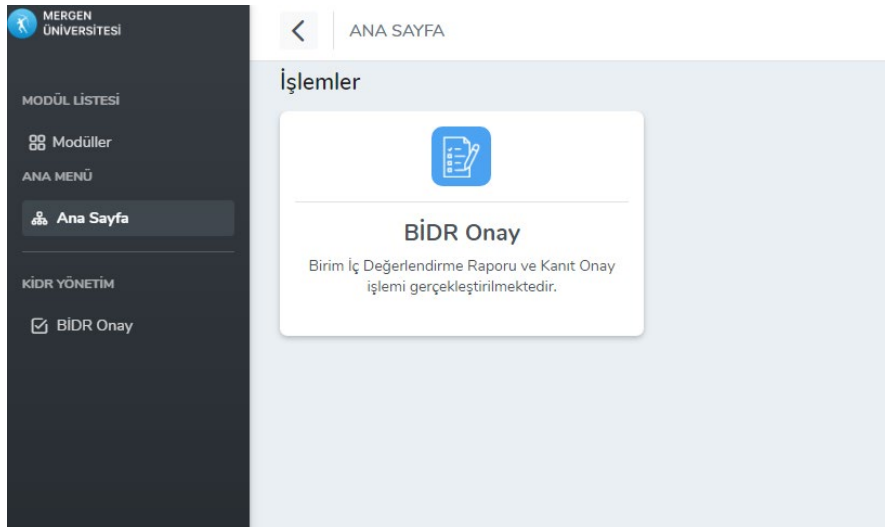 MERGEN
ÜNİVERSİTESİ
MODÜL LİSTESİ
Modüller
ANA MENÜ
Ana Sayfa
KİDR YÖNETİM
BİDR Onay
ANA SAYFA
İşlemler
BİDR Onay
Birim İç Değerlendirme Raporu ve Kanıt Onay
işlemi gerçekleştirilmektedir.